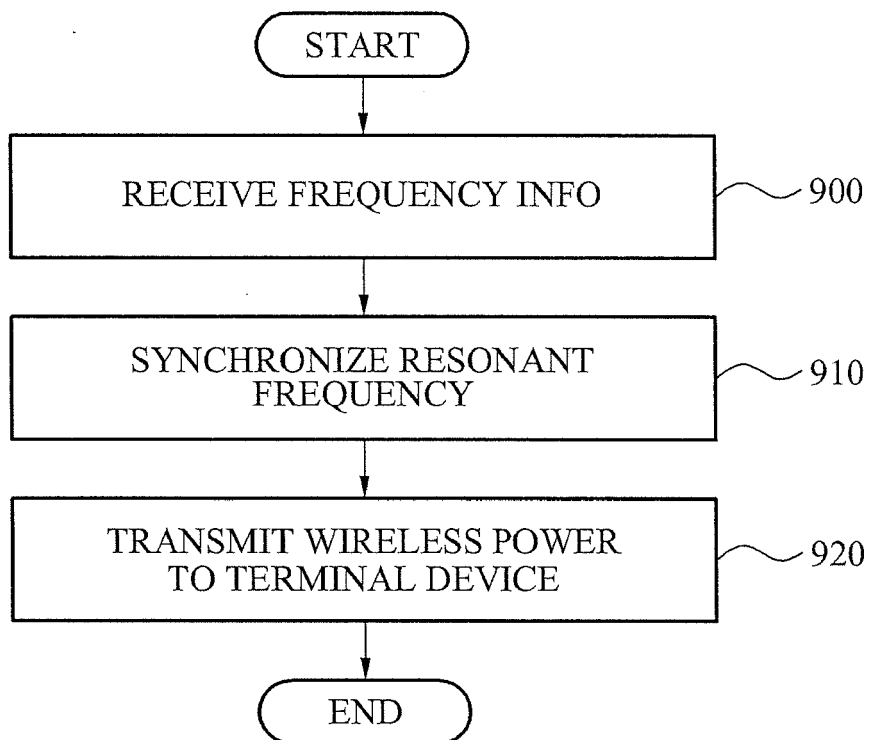 START
RECEIVE FREQUENCY INFO
900
SYNCHRONIZE RESONANT
FREQUENCY
910
TRANSMIT WIRELESS POWER
TO TERMINAL DEVICE
920
END